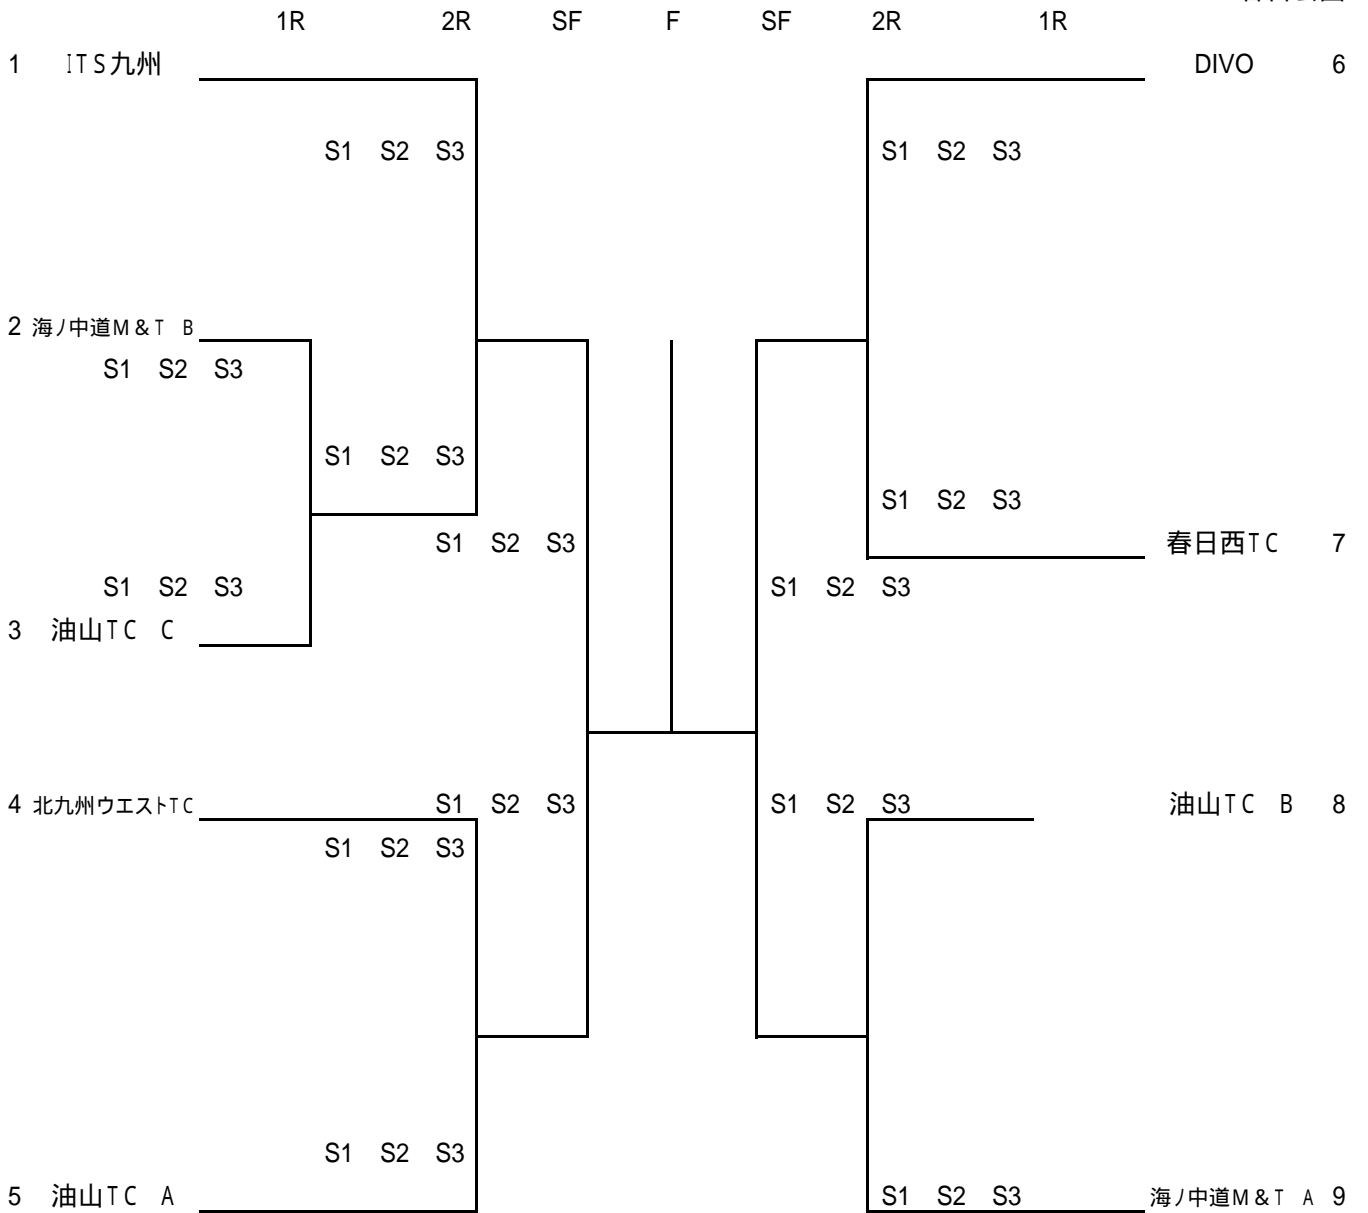 1R 2R SF F SF 2R 1R
1 ITS九州 DIVO 6
S1 S2 S3 S1 S2 S3
2 海ノ中道M&T B
S1 S2 S3
S1 S2 S3
S1 S2 S3
S1 S2 S3 春日西TC 7
S1 S2 S3 S1 S2 S3
3 油山TC C
4 北九州ウエストTC S1 S2 S3 S1 S2 S3 油山TC B 8
S1 S2 S3
S1 S2 S3
5 油山TC A S1 S2 S3 海ノ中道M&T A 9